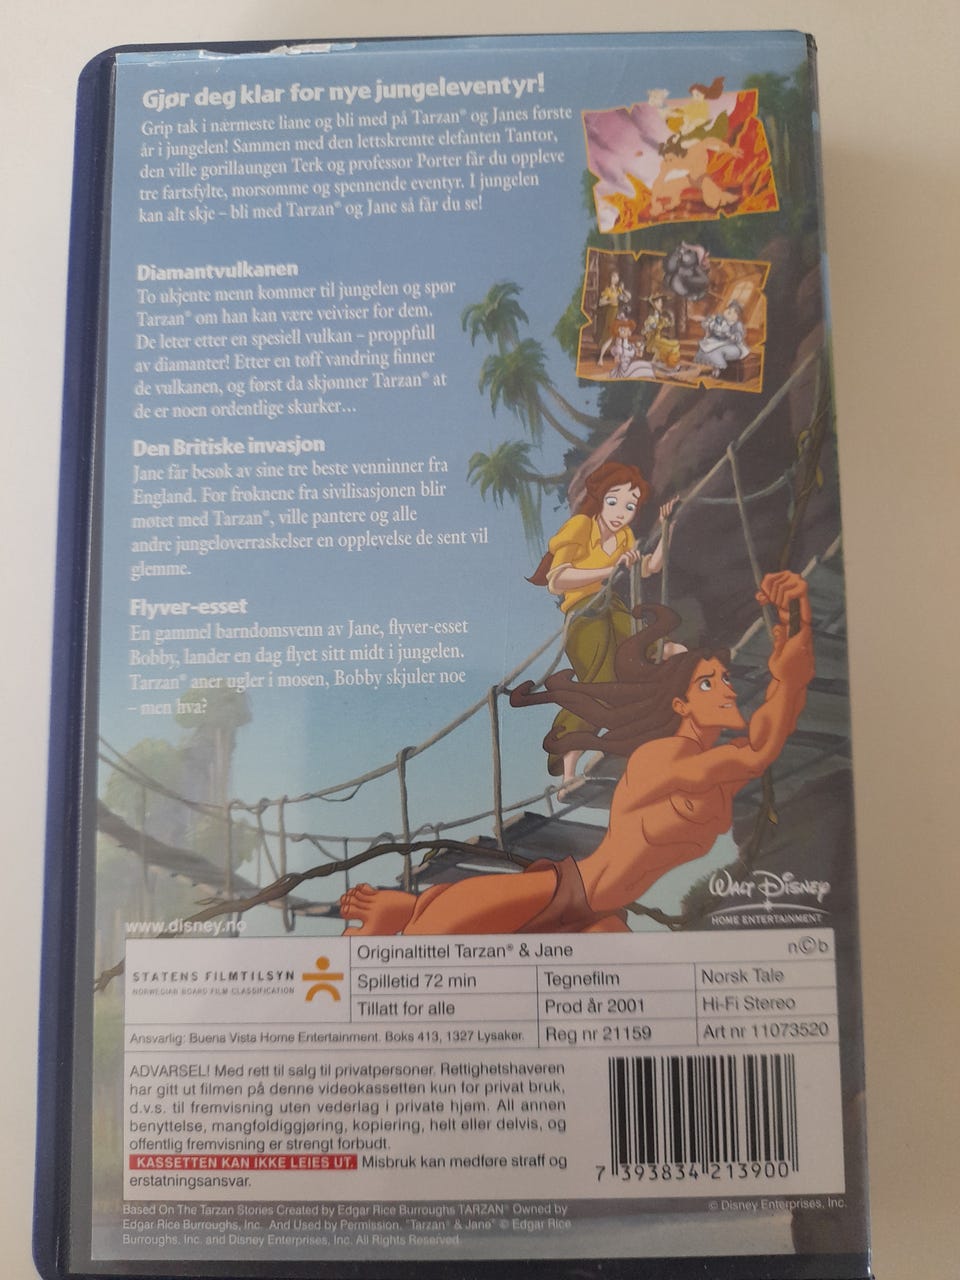 Gjør deg klar for nye jungeleventyr!
Grip tak i nærmeste liane og bli med på Tarzan® og Janes første
år i jungelen! Sammen med den lettskremte elefanten Tantor,
den ville gorillaungen Terk og professor Porter får du oppleve
tre fartsfylte, morsomme og spennende eventyr. I jungelen
kan alt skje – bli med Tarzan® og Jane så får du se!
Diamantvulkanen
To ukjente menn kommer til jungelen og spør
Tarzan® om han kan være veiviser for dem.
De leter etter en spesiell vulkan – proppfull
av diamanter! Etter en tøff vandring finner
de vulkanen, og først da skjønner Tarzan® at
de er noen ordentlige skurker...
Den Britiske invasjon
Jane får besøk av sine tre beste venninner fra
England. For frøknene fra sivilisasjonen blir
møtet med Tarzan®, ville pantere og alle
andre jungeloverraskelser en opplevelse de sent vil
glemme.
Flyver-esset
En gammel barndomsvenn av Jane, flyver-esset
Bobby, lander en dag flyet sitt midt i jungelen.
Tarzan® aner ugler i mosen, Bobby skjuler noe
– men hva?
Walt Disney
HOME ENTERTAINMENT
www.disney.no
STATENS FILMTILSYN
NORWEGIAN BOARD FILM CLASSIFICATION
Originaltittel Tarzan® & Jane
n©b
Spilletid 72 min
Tegnefilm
Norsk Tale
Tillatt for alle
Prod år 2001
Hi-Fi Stereo
Ansvarlig: Buena Vista Home Entertainment. Boks 413, 1327 Lysaker.
Reg nr 21159
Art nr 11073520
ADVARSEL! Med rett til salg til privatpersoner. Rettighetshaveren
har gitt ut filmen på denne videokassetten kun for privat bruk,
d.v.s. til fremvisning uten vederlag i private hjem. All annen
benyttelse, mangfoldiggjøring, kopiering, helt eller delvis, og
offentlig fremvisning er strengt forbudt.
KASSETTEN KAN IKKE LEIES UT. Misbruk kan medføre straff og
erstatningsansvar.
7 393834 213900
Based On The Tarzan Stories Created by Edgar Rice Burroughs TARZAN® Owned by
Edgar Rice Burroughs, Inc. And Used by Permission. "Tarzan® & Jane" © Edgar Rice
Burroughs, Inc. and Disney Enterprises, Inc. All Rights Reserved.
© Disney Enterprises, Inc.